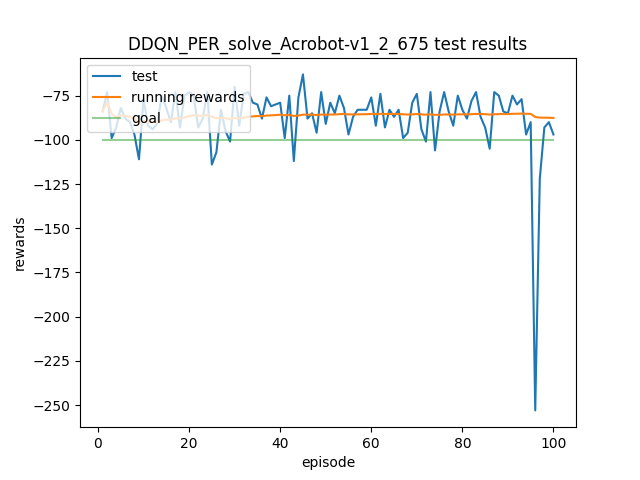 DDQN_PER_solve_Acrobot-v1_2_675 test results
test
running rewards
goal
−75
−100
−125
−150
−175
−200
−225
−250
rewards
0
20
40
60
80
100
episode